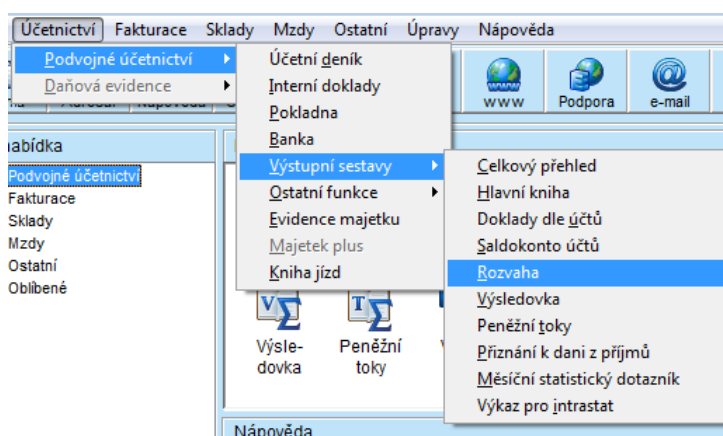 Účetnictví Fakturace Sklady Mzdy Ostatní Úpravy Nápověda
Podvojné účetnictví
Daňová evidence
Účetní deník
Interní doklady
Pokladna
Banka
Výstupní sestavy
Ostatní funkce
Evidence majetku
Majetek plus
Kniha jízd
www Podpora e-mail
Podvojné účetnictví
Fakturace
Sklady
Mzdy
Ostatní
Oblíbené
Celkový přehled
Hlavní kniha
Doklady dle účtů
Saldokonto účtů
Rozvaha
Výsledovka
Peněžní toky
Přiznání k dani z příjmů
Měsíční statistický dotazník
Výkaz pro intrastat
Výsle-
dovka
Peněžní
toky
Nápověda